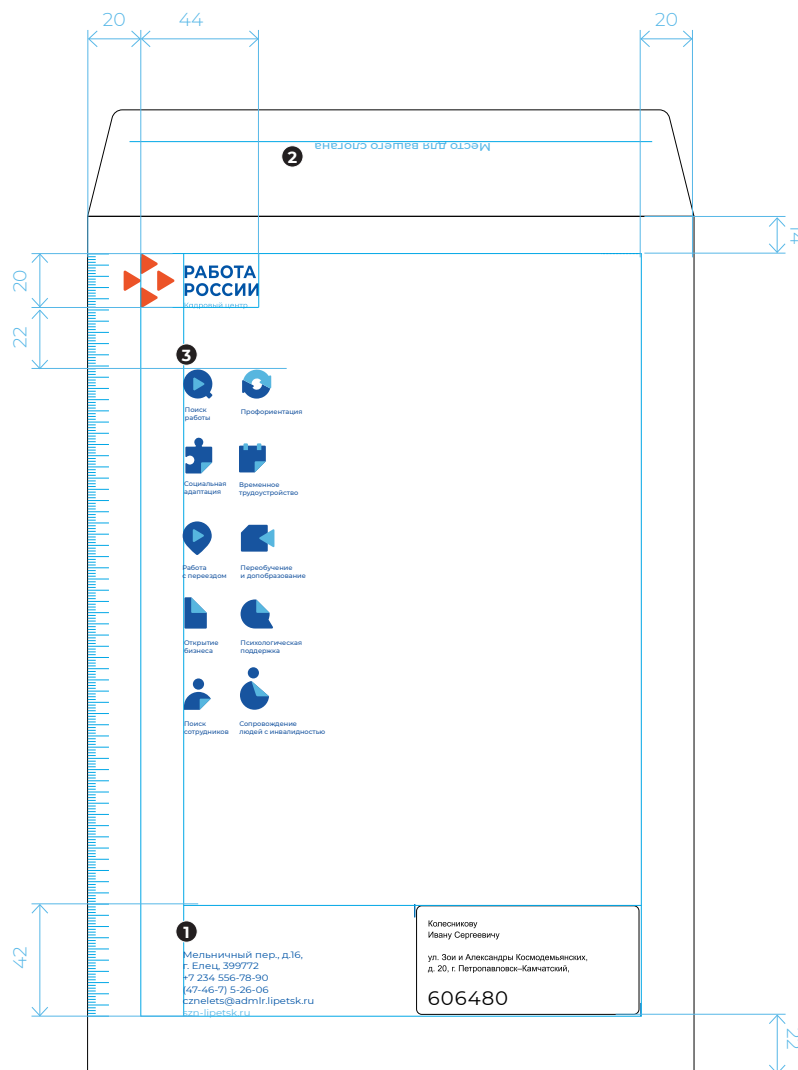 20
44
20
Место для вашего слогана
2
14
20
РАБОТА
РОССИИ
Кадровый центр
22
3
Поиск
работы
Профориентация
Социальная
адаптация
Временное
трудоустройство
Работа
с переездом
Переобучение
и допобразование
Открытие
бизнеса
Психологическая
поддержка
Поиск
сотрудников
Сопровождение
людей с инвалидностью
42
1
Мельничный пер., д.16,
г. Елец, 399772
+7 234 556-78-90
(47-46-7) 5-26-06
cznelets@admlr.lipetsk.ru
szn-lipetsk.ru
Колесникову
Ивану Сергеевичу
ул. Зои и Александры Космодемьянских,
д. 20, г. Петропавловск–Камчатский,
606480
22